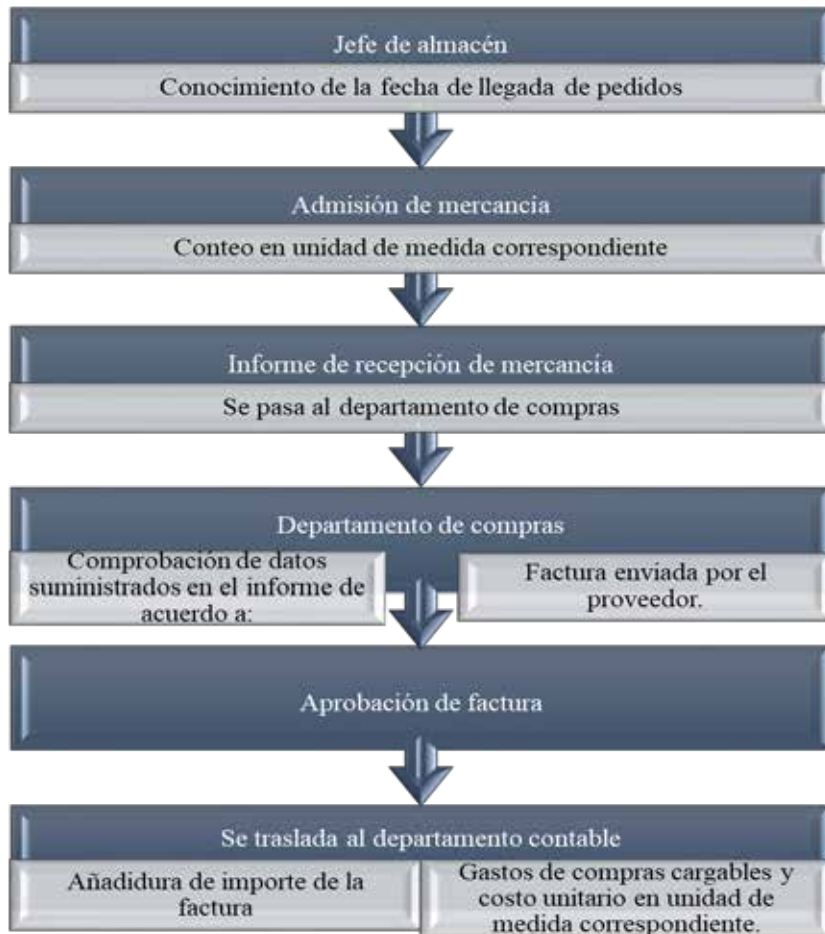 Jefe de almacén
Conocimiento de la fecha de llegada de pedidos
Admisión de mercancía
Conteo en unidad de medida correspondiente
Informe de recepción de mercancía
Se pasa al departamento de compras
Departamento de compras
Comprobación de datos
suministrados en el informe de
acuerdo a:
Factura enviada por el
proveedor.
Aprobación de factura
Se traslada al departamento contable
Añadidura de importe de la
factura
Gastos de compras cargables y
costo unitario en unidad de
medida correspondiente.